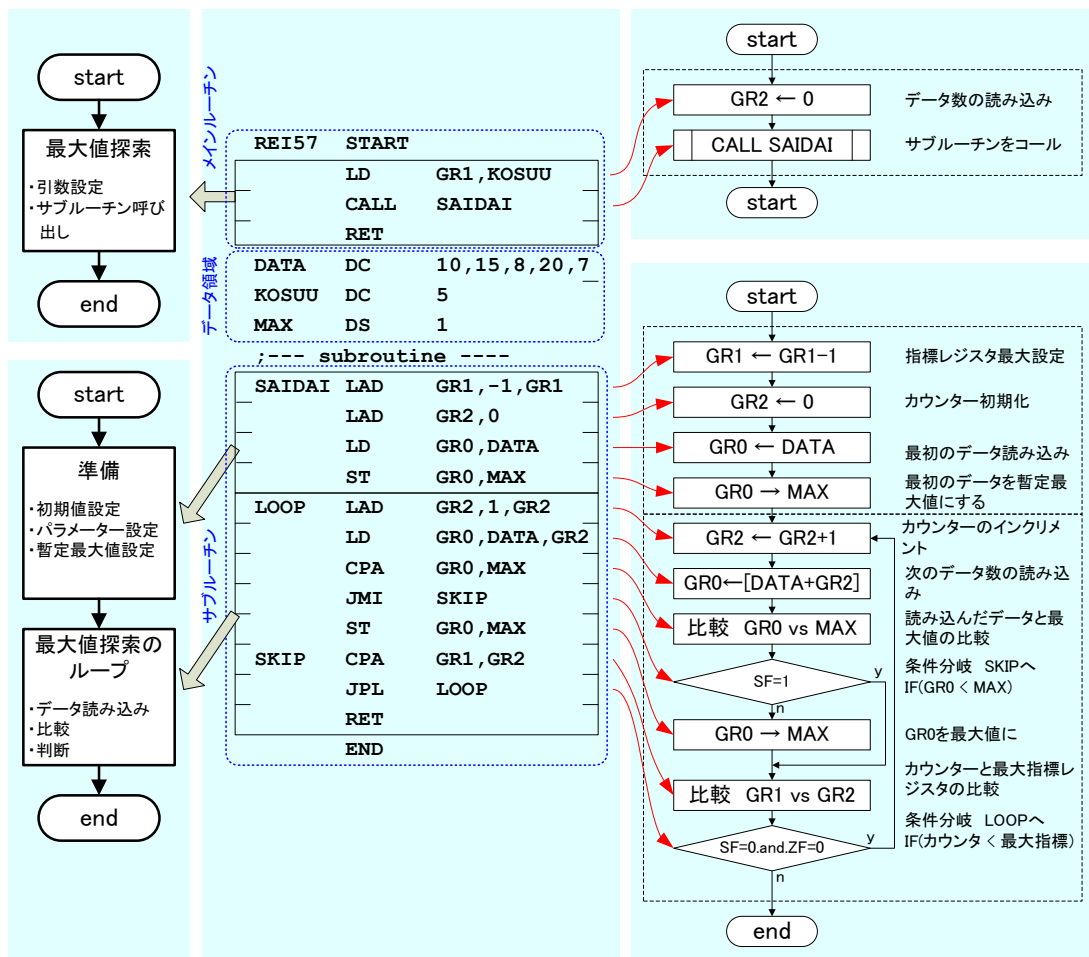 start
最大値探索
・引数設定
・サブルーチン呼び
出し
end
start
準備
・初期値設定
・パラメーター設定
・暫定最大値設定
最大値探索の
ループ
・データ読み込み
・比較
・判断
end
メインルーチン
REI57 START
LD GR1,KOSUU
CALL SAIDAI
RET
データ領域
DATA DC 10,15,8,20,7
KOSUU DC 5
MAX DS 1
;--- subroutine ----
サブルーチン
SAIDAI LAD GR1,-1,GR1
LAD GR2,0
LD GR0,DATA
ST GR0,MAX
LOOP LAD GR2,1,GR2
LD GR0,DATA,GR2
CPA GR0,MAX
JMI SKIP
ST GR0,MAX
SKIP CPA GR1,GR2
JPL LOOP
RET
END
start
GR2 ← 0 データ数の読み込み
CALL SAIDAI サブルーチンをコール
start
start
GR1 ← GR1−1 指標レジスタ最大設定
GR2 ← 0 カウンター初期化
GR0 ← DATA 最初のデータ読み込み
GR0 → MAX 最初のデータを暫定最
大値にする
GR2 ← GR2+1 カウンターのインクリメ
ント
GR0←[DATA+GR2] 次のデータ数の読み込
み
比較 GR0 vs MAX 読み込んだデータと最
大値の比較
SF=1 y 条件分岐 SKIPへ
IF(GR0 < MAX)
n
GR0 → MAX GR0を最大値に
比較 GR1 vs GR2 カウンターと最大指標レ
ジスタの比較
SF=0.and.ZF=0 y 条件分岐 LOOPへ
IF(カウンタ < 最大指標)
n
end